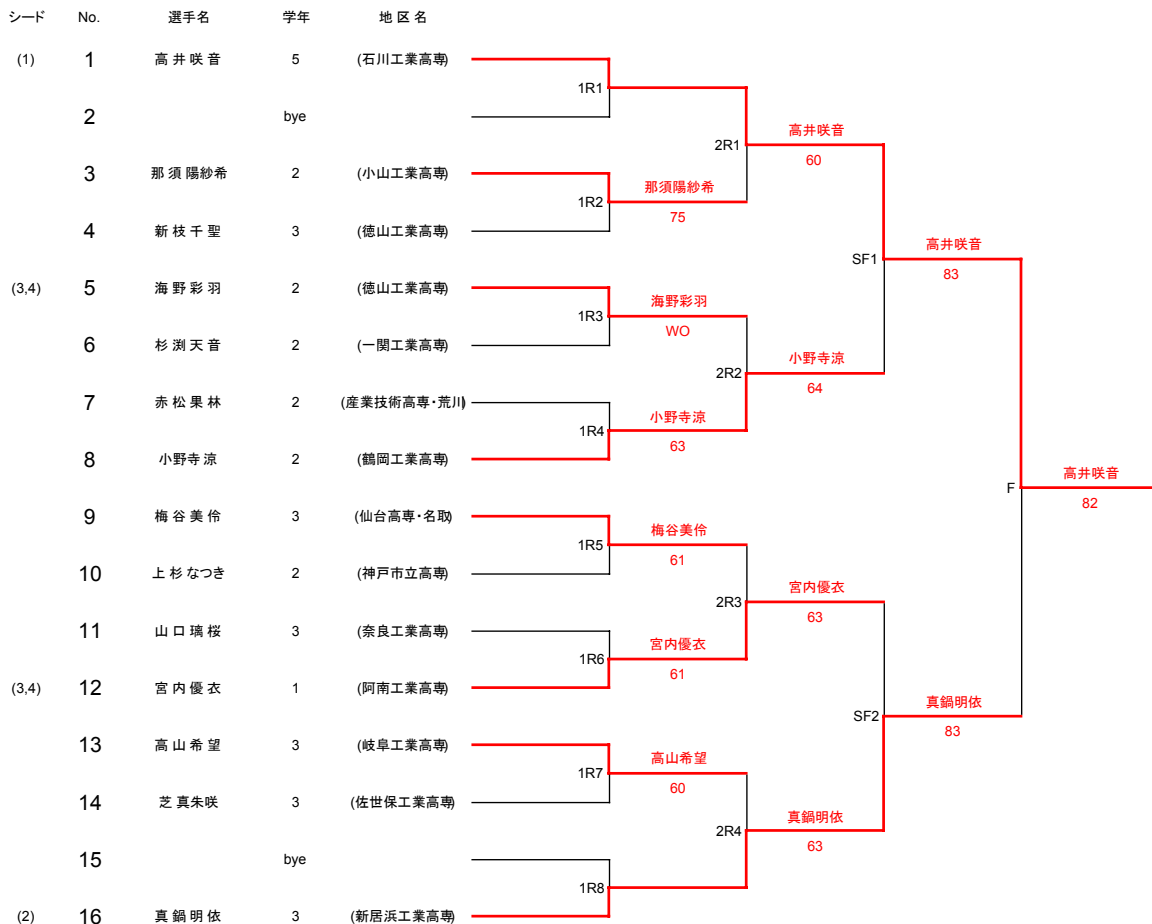 シード No. 選手名 学年 地区名
(1) 1 高井咲音 5 (石川工業高専)
1R1
2 bye
高井咲音
2R1
60
3 那須陽紗希 2 (小山工業高専)
那須陽紗希
1R2
75
4 新枝千聖 3 (徳山工業高専)
高井咲音
SF1
83
(3,4) 5 海野彩羽 2 (徳山工業高専)
海野彩羽
1R3
WO
6 杉渕天音 2 (一関工業高専)
小野寺涼
2R2
64
7 赤松果林 2 (産業技術高専・荒川)
小野寺涼
1R4
63
8 小野寺涼 2 (鶴岡工業高専)
高井咲音
F
82
9 梅谷美伶 3 (仙台高専・名取)
梅谷美伶
1R5
61
10 上杉なつき 2 (神戸市立高専)
宮内優衣
2R3
63
11 山口璃桜 3 (奈良工業高専)
宮内優衣
1R6
61
(3,4) 12 宮内優衣 1 (阿南工業高専)
真鍋明依
SF2
83
13 高山希望 3 (岐阜工業高専)
高山希望
1R7
60
14 芝真朱咲 3 (佐世保工業高専)
真鍋明依
2R4
63
15 bye
1R8
(2) 16 真鍋明依 3 (新居浜工業高専)